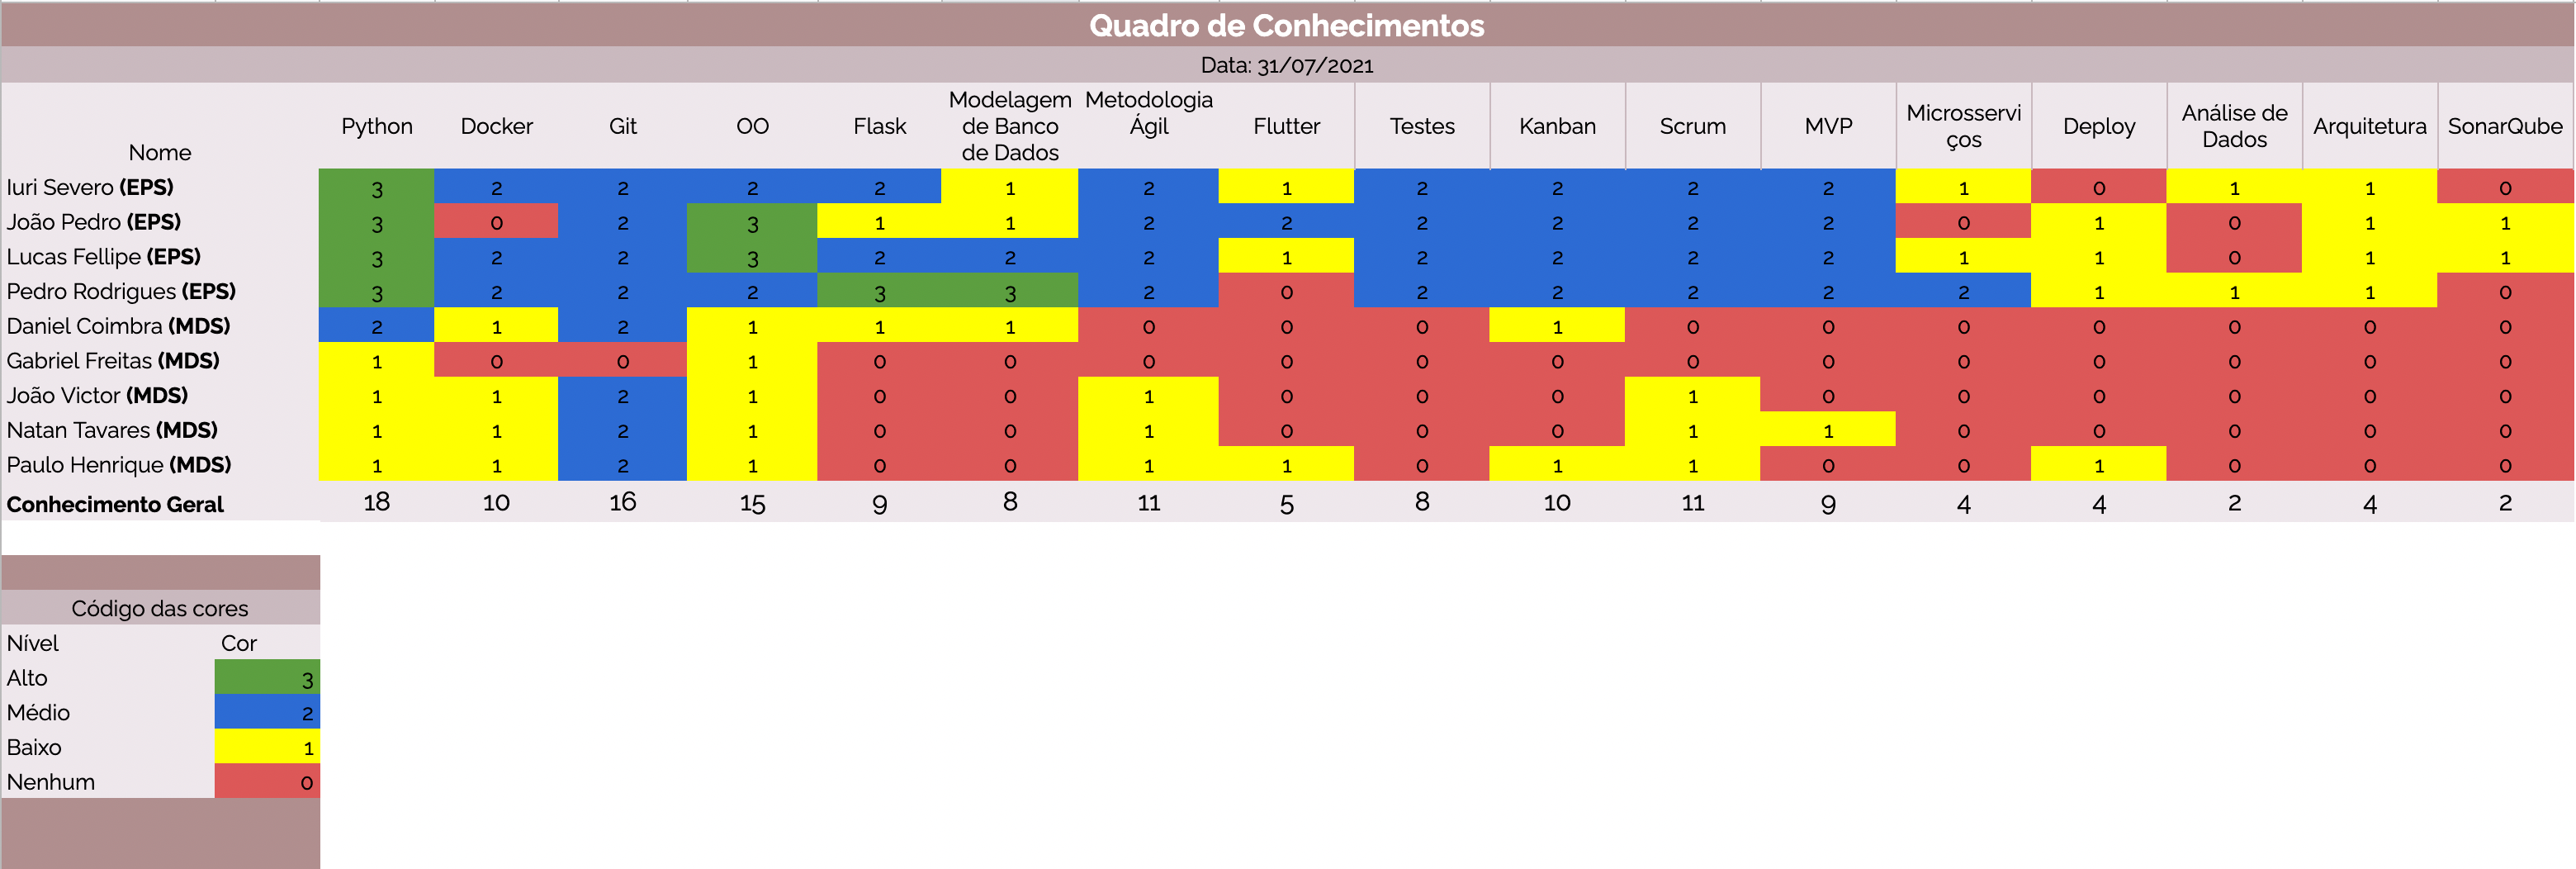 Quadro de Conhecimentos
Data: 31/07/2021
Nome Python Docker Git OO Flask Modelagem de Banco de Dados Metodologia Ágil Flutter Testes Kanban Scrum MVP Microsserviços Deploy Análise de Dados Arquitetura SonarQube
Iuri Severo (EPS) 3 2 2 2 2 1 2 1 2 2 2 2 1 0 1 1 0
João Pedro (EPS) 3 0 2 3 1 1 2 2 2 2 2 2 0 1 0 1 1
Lucas Fellipe (EPS) 3 2 2 3 2 2 2 1 2 2 2 2 1 1 0 1 1
Pedro Rodrigues (EPS) 3 2 2 2 3 3 2 0 2 2 2 2 2 1 1 1 0
Daniel Coimbra (MDS) 2 1 2 1 1 1 0 0 0 1 0 0 0 0 0 0 0
Gabriel Freitas (MDS) 1 0 0 1 0 0 0 0 0 0 0 0 0 0 0 0 0
João Victor (MDS) 1 1 2 1 0 0 1 0 0 0 1 0 0 0 0 0 0
Natan Tavares (MDS) 1 1 2 1 0 0 1 0 0 0 1 1 0 0 0 0 0
Paulo Henrique (MDS) 1 1 2 1 0 0 1 1 0 1 1 0 0 1 0 0 0
Conhecimento Geral 18 10 16 15 9 8 11 5 8 10 11 9 4 4 2 4 2
Código das cores
Nível Cor
Alto 3
Médio 2
Baixo 1
Nenhum 0